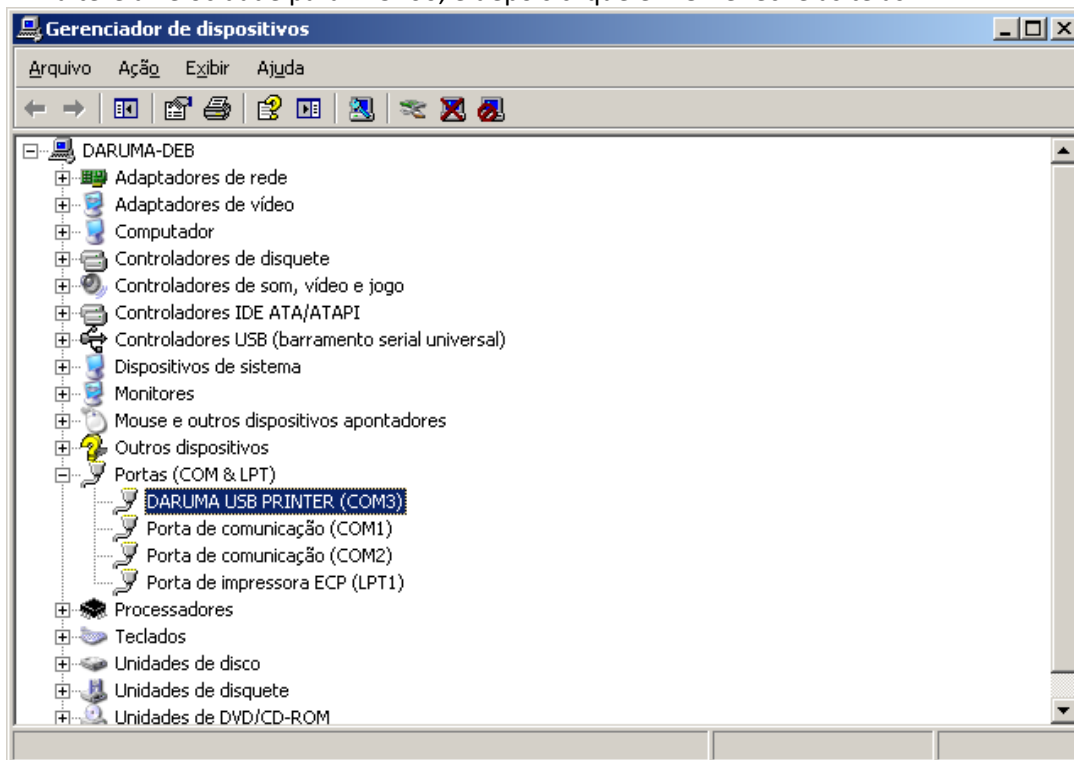 Gerenciador de dispositivos
Arquivo Ação Exibir Ajuda
DARUMA-DEB
Adaptadores de rede
Adaptadores de vídeo
Computador
Controladores de disquete
Controladores de som, vídeo e jogo
Controladores IDE ATA/ATAPI
Controladores USB (barramento serial universal)
Dispositivos de sistema
Monitores
Mouse e outros dispositivos apontadores
Outros dispositivos
Portas (COM & LPT)
DARUMA USB PRINTER (COM3)
Porta de comunicação (COM1)
Porta de comunicação (COM2)
Porta de impressora ECP (LPT1)
Processadores
Teclados
Unidades de disco
Unidades de disquete
Unidades de DVD/CD-ROM